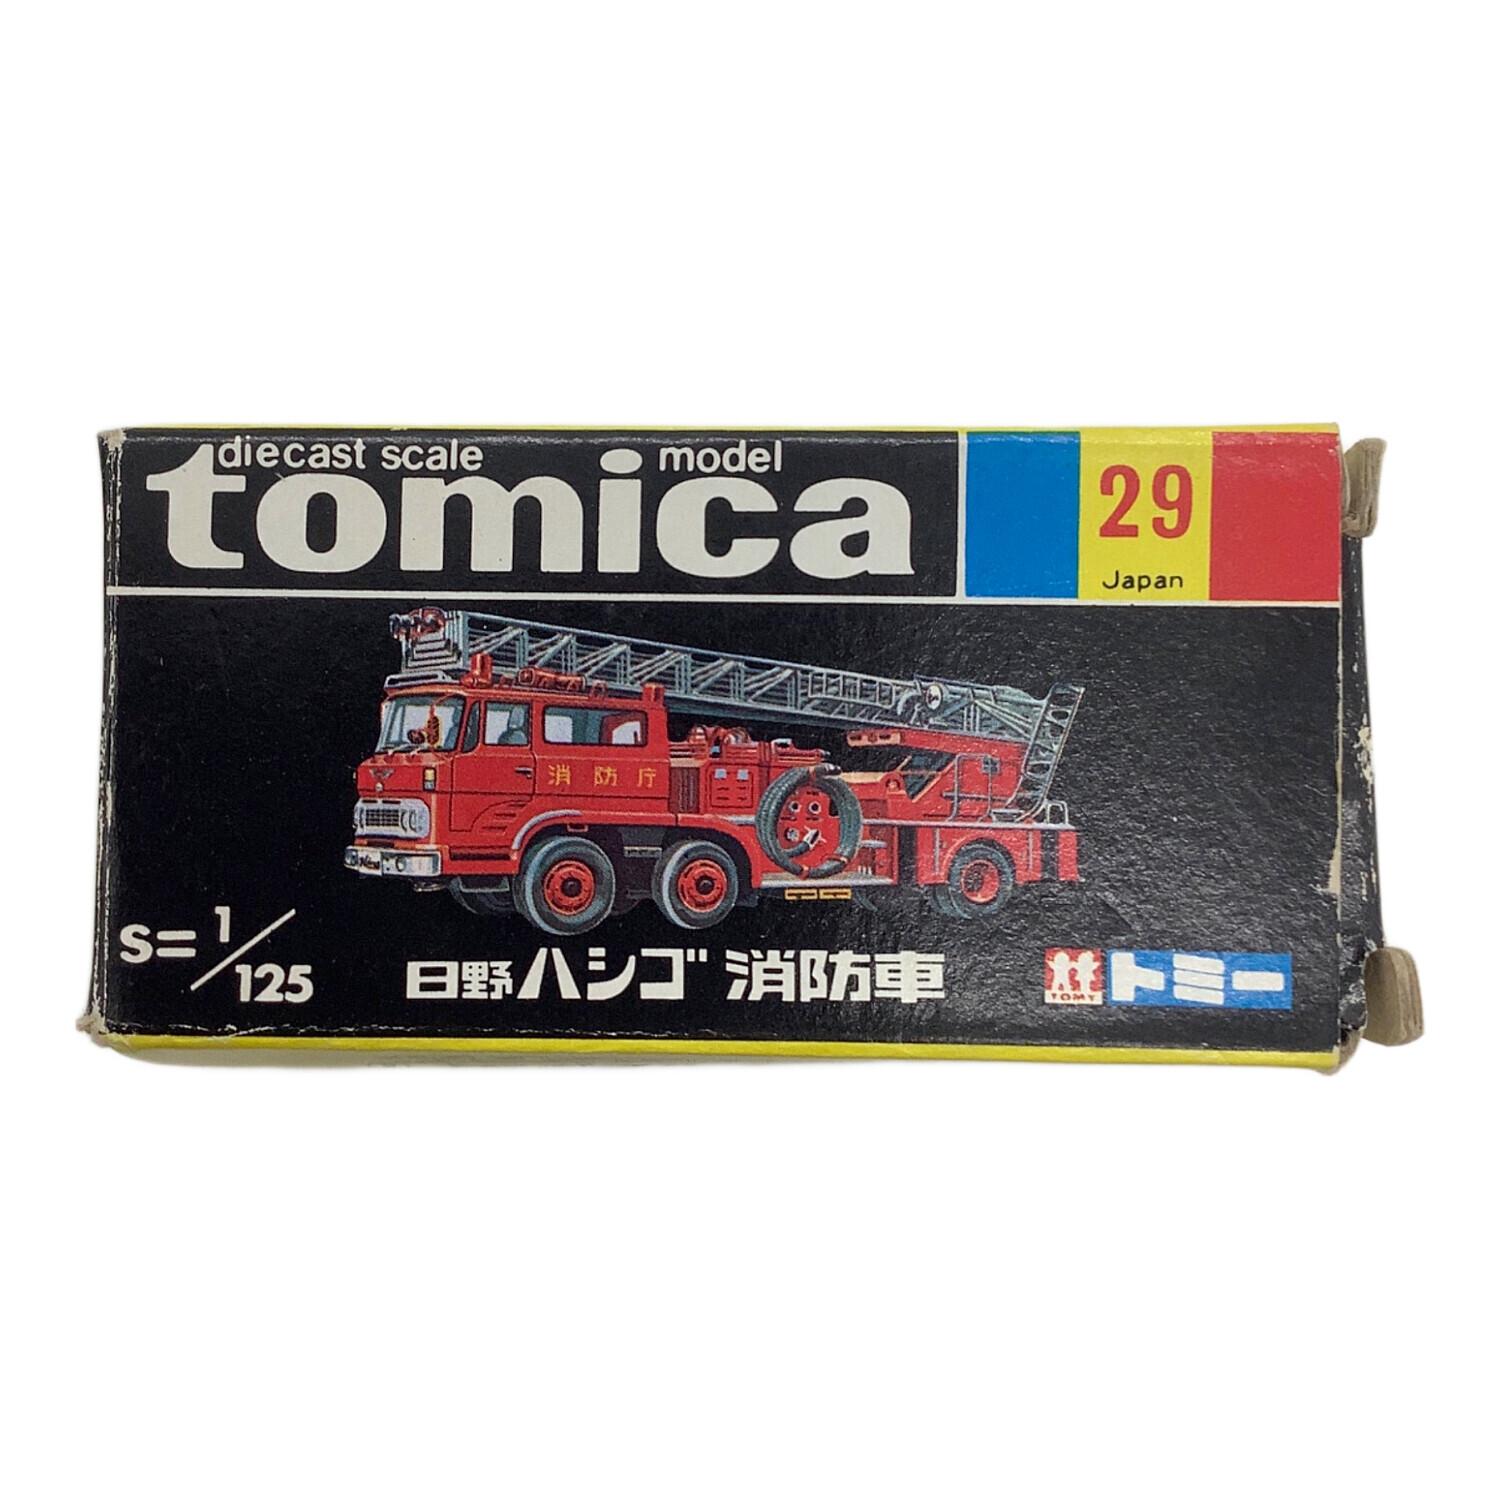 diecast scale model
tomica
29
Japan
消防庁
S=1/125
日野ハシゴ消防車
TOMY
トミー